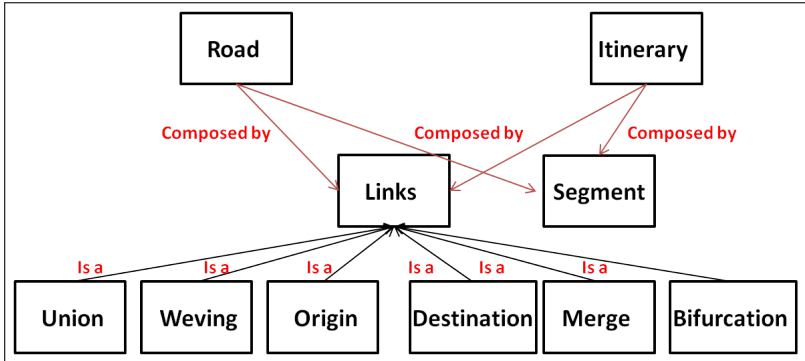 Road
Itinerary
Composed by
Composed by
Composed by
Links
Segment
Is a
Is a
Is a
Is a
Is a
Is a
Union
Weving
Origin
Destination
Merge
Bifurcation